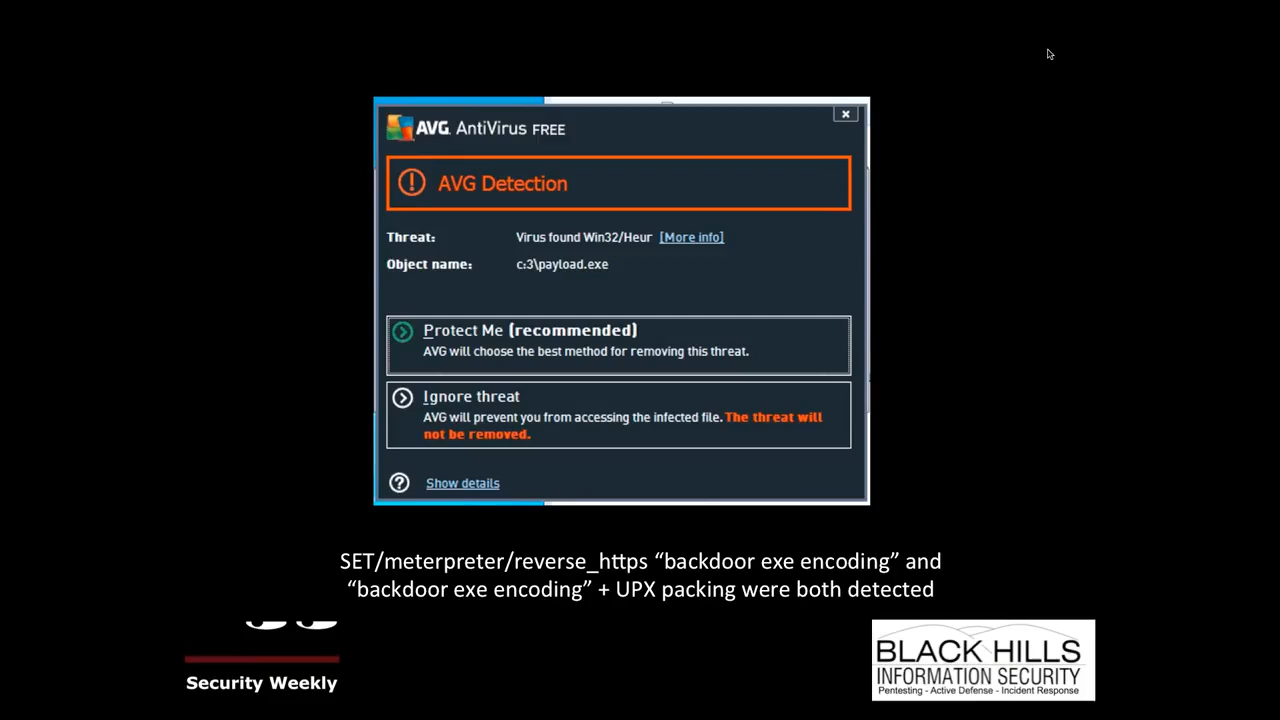 AVG. AntiVirus FREE
AVG Detection
Threat: Virus found Win32/Heur [More info]
Object name: c:3\payload.exe
Protect Me (recommended)
AVG will choose the best method for removing this threat.
Ignore threat
AVG will prevent you from accessing the infected file. The threat will
not be removed.
Show details
SET/meterpreter/reverse_https “backdoor exe encoding” and
“backdoor exe encoding” + UPX packing were both detected
Security Weekly
BLACK HILLS
INFORMATION SECURITY
Pentesting - Active Defense - Incident Response